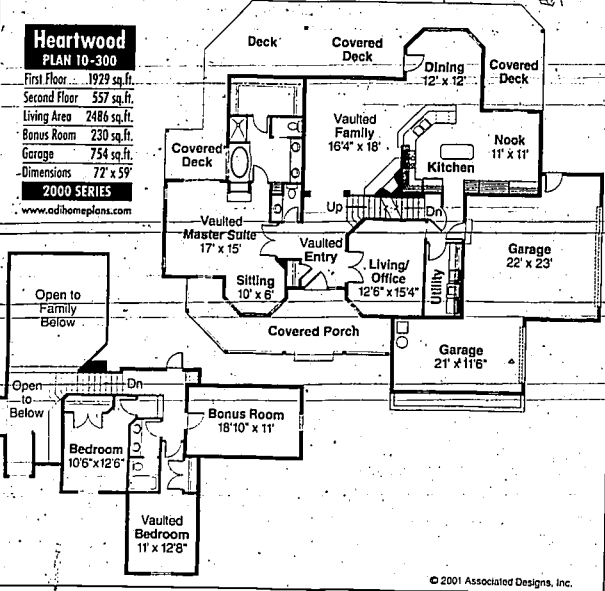 Heartwood
PLAN 10-300
First Floor... 1929 sq.ft.
Second Floor 557 sq.ft.
Living Area 2486 sq.ft.
Bonus Room 230 sq.ft.
Garage 754 sq.ft.
Dimensions 72' x 59'
2000 SERIES
www.adihomeplans.com
Deck
Covered
Deck
Dining
12' x 12'
Covered
Deck
Vaulted
Family
16'4" x 18'
Nook
11' x 11'
Kitchen
Covered
Deck
Up
Dn
Vaulted
Master Suite
17' x 15'
Vaulted
Entry
Sitting
10' x 6'
Living/
Office
12'6" x 15'4"
Utility
Garage
22' x 23'
Covered Porch
Garage
21' x 11'6"
Open to
Family
Below
Open
to
Below
Dn
Bonus Room
18'10" x 11'
Bedroom
10'6" x 12'6"
Vaulted
Bedroom
11' x 12'8"
© 2001 Associated Designs, Inc.